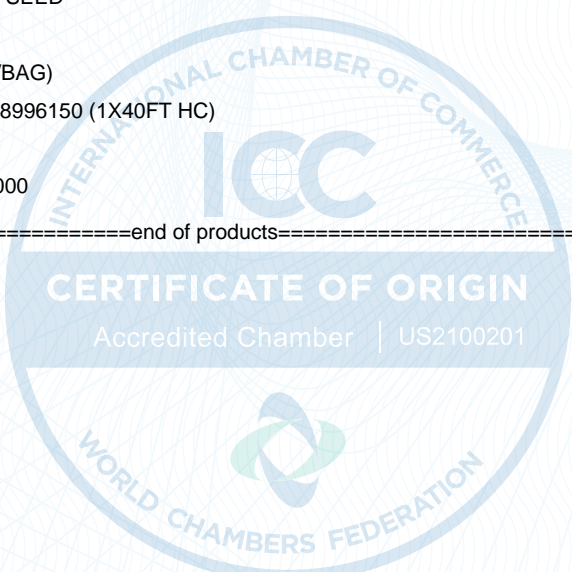 SEED
/BAG)
8996150 (1X40FT HC)
000
===========end of products========================
INTERNATIONAL CHAMBER OF COMMERCE
ICC
CERTIFICATE OF ORIGIN
Accredited Chamber | US2100201
WORLD CHAMBERS FEDERATION